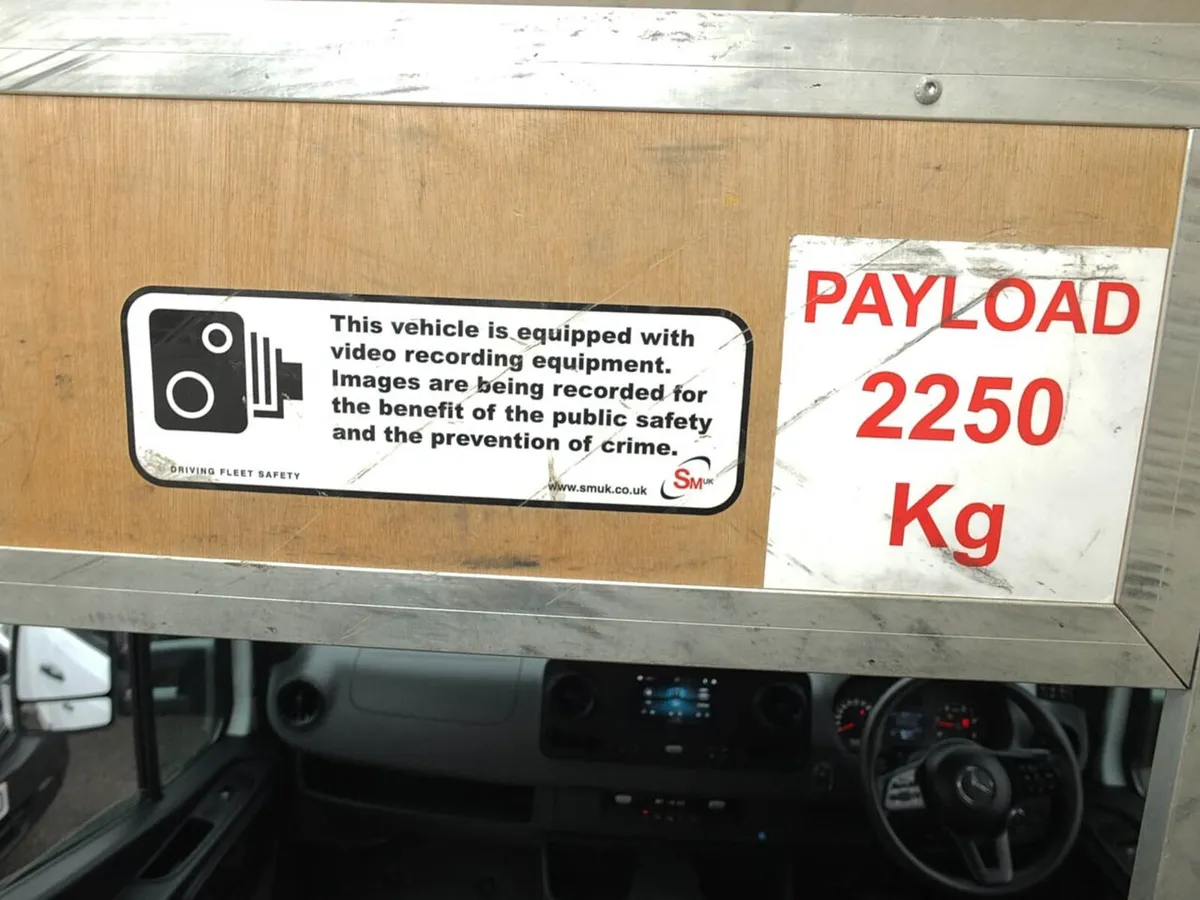 This vehicle is equipped with
video recording equipment.
Images are being recorded for
the benefit of the public safety
and the prevention of crime.
DRIVING FLEET SAFETY
www.smuk.co.uk
SMUK
PAYLOAD
2250
Kg